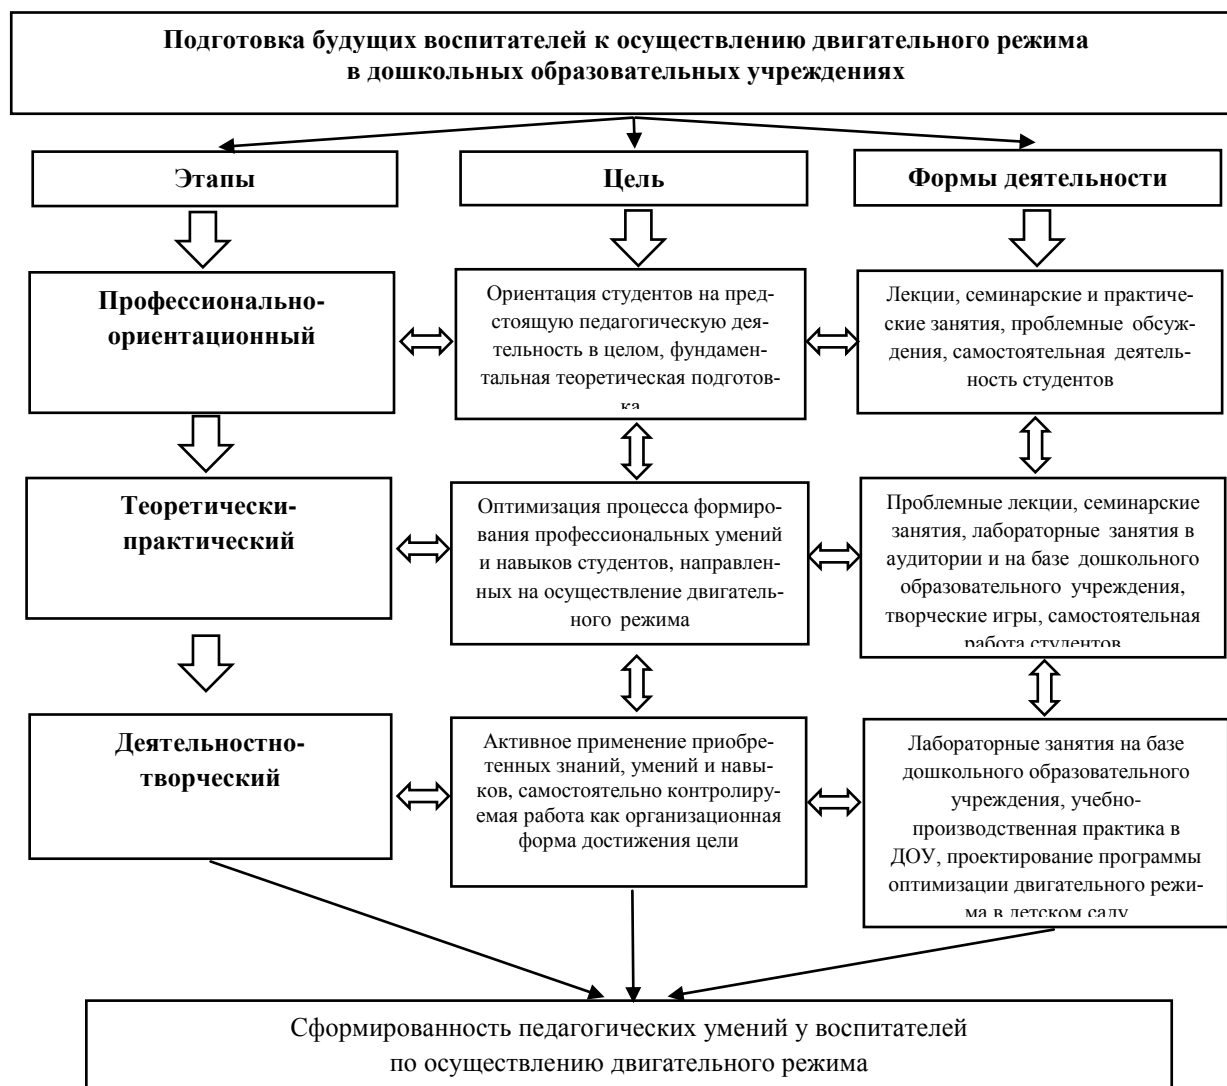 Подготовка будущих воспитателей к осуществлению двигательного режима
в дошкольных образовательных учреждениях
Этапы
Цель
Формы деятельности
Профессионально-
ориентационный
Ориентация студентов на пред-
стоящую педагогическую дея-
тельность в целом, фундамен-
тальная теоретическая подготов-
ка
Лекции, семинарские и практиче-
ские занятия, проблемные обсуж-
дения, самостоятельная деятель-
ность студентов
Теоретически-
практический
Оптимизация процесса формиро-
вания профессиональных умений
и навыков студентов, направлен-
ных на осуществление двигатель-
ного режима
Проблемные лекции, семинарские
занятия, лабораторные занятия в
аудитории и на базе дошкольного
образовательного учреждения,
творческие игры, самостоятельная
работа студентов
Деятельностно-
творческий
Активное применение приобре-
тенных знаний, умений и навы-
ков, самостоятельно контролиру-
емая работа как организационная
форма достижения цели
Лабораторные занятия на базе
дошкольного образовательного
учреждения, учебно-
производственная практика в
ДОУ, проектирование программы
оптимизации двигательного режи-
ма в детском саду
Сформированность педагогических умений у воспитателей
по осуществлению двигательного режима